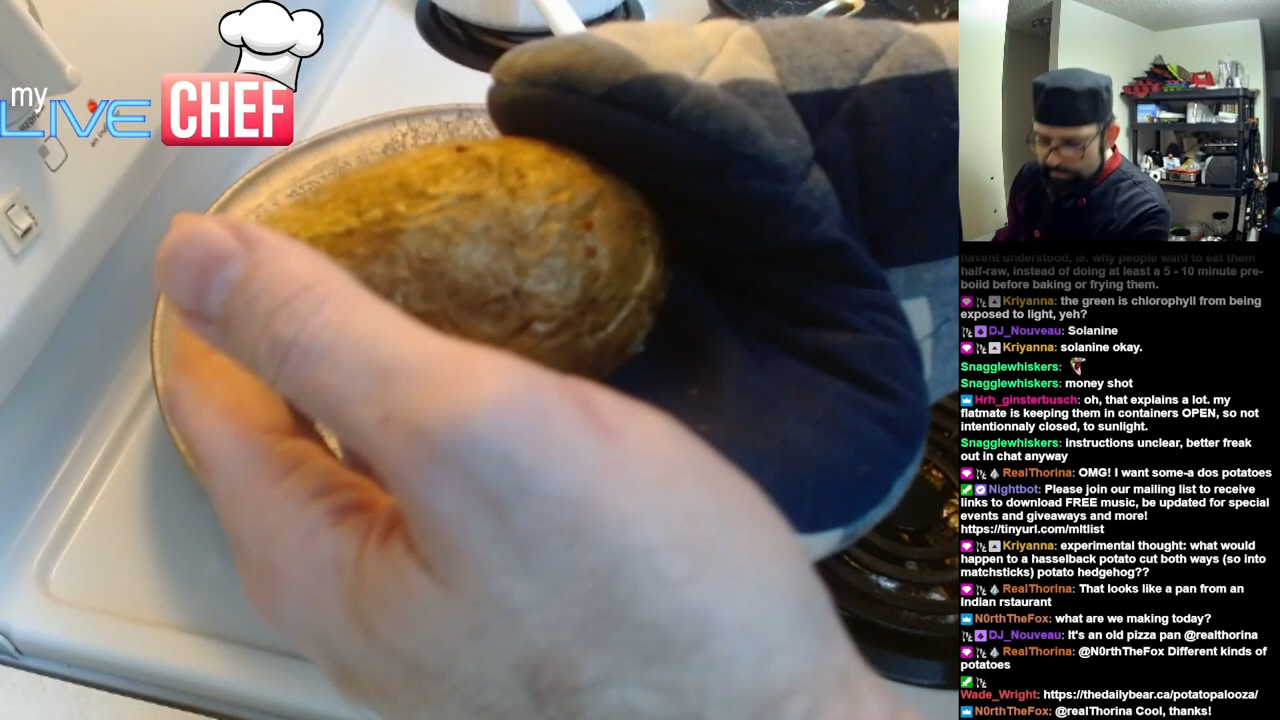 my
LIVE CHEF
havent understood, ie. why people want to eat them
half-raw, instead of doing at least a 5 - 10 minute pre-
boild before baking or frying them.
Kriyanna: the green is chlorophyll from being
exposed to light, yeh?
DJ_Nouveau: Solanine
Kriyanna: solanine okay.
Snagglewhiskers:
Snagglewhiskers: money shot
Hrh_ginsterbusch: oh, that explains a lot. my
flatmate is keeping them in containers OPEN, so not
intentionnaly closed, to sunlight.
Snagglewhiskers: instructions unclear, better freak
out in chat anyway
RealThorina: OMG! I want some-a dos potatoes
Nightbot: Please join our mailing list to receive
links to download FREE music, be updated for special
events and giveaways and more!
https://tinyurl.com/mltlist
Kriyanna: experimental thought: what would
happen to a hasselback potato cut both ways (so into
matchsticks) potato hedgehog??
RealThorina: That looks like a pan from an
Indian rstaurant
N0rthTheFox: what are we making today?
DJ_Nouveau: It's an old pizza pan @realthorina
RealThorina: @N0rthTheFox Different kinds of
potatoes
Wade_Wright: https://thedailybear.ca/potatopalooza/
N0rthTheFox: @realThorina Cool, thanks!